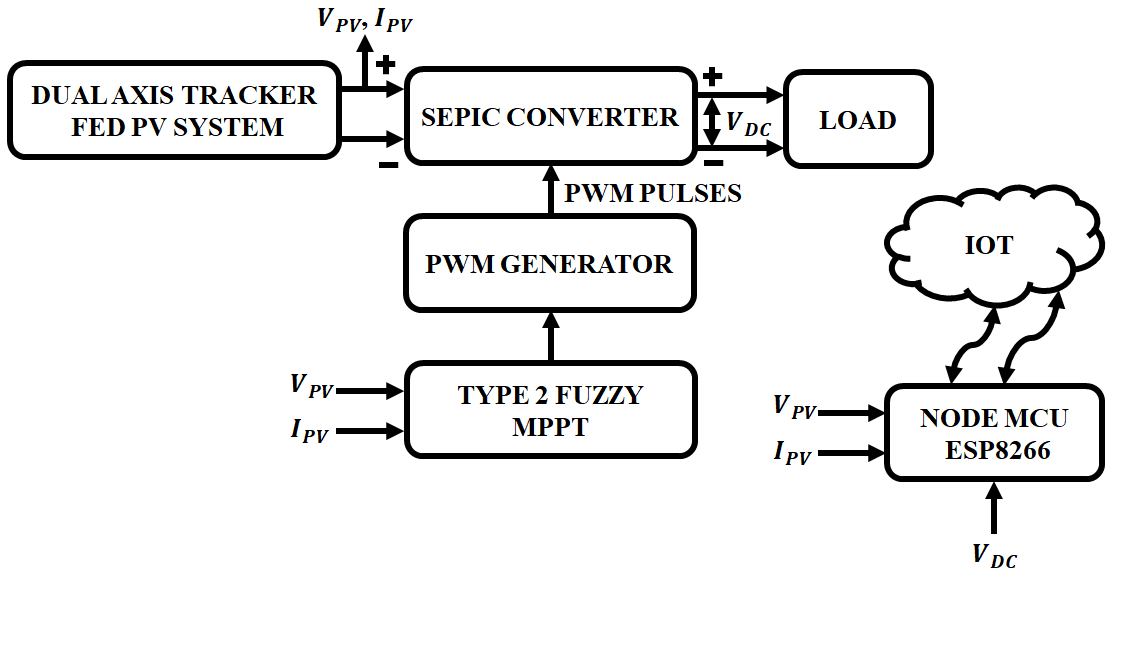 V_PV, I_PV
+
DUAL AXIS TRACKER
FED PV SYSTEM
−
SEPIC CONVERTER
+
V_DC
−
LOAD
PWM PULSES
PWM GENERATOR
IOT
V_PV
I_PV
TYPE 2 FUZZY
MPPT
V_PV
I_PV
NODE MCU
ESP8266
V_DC